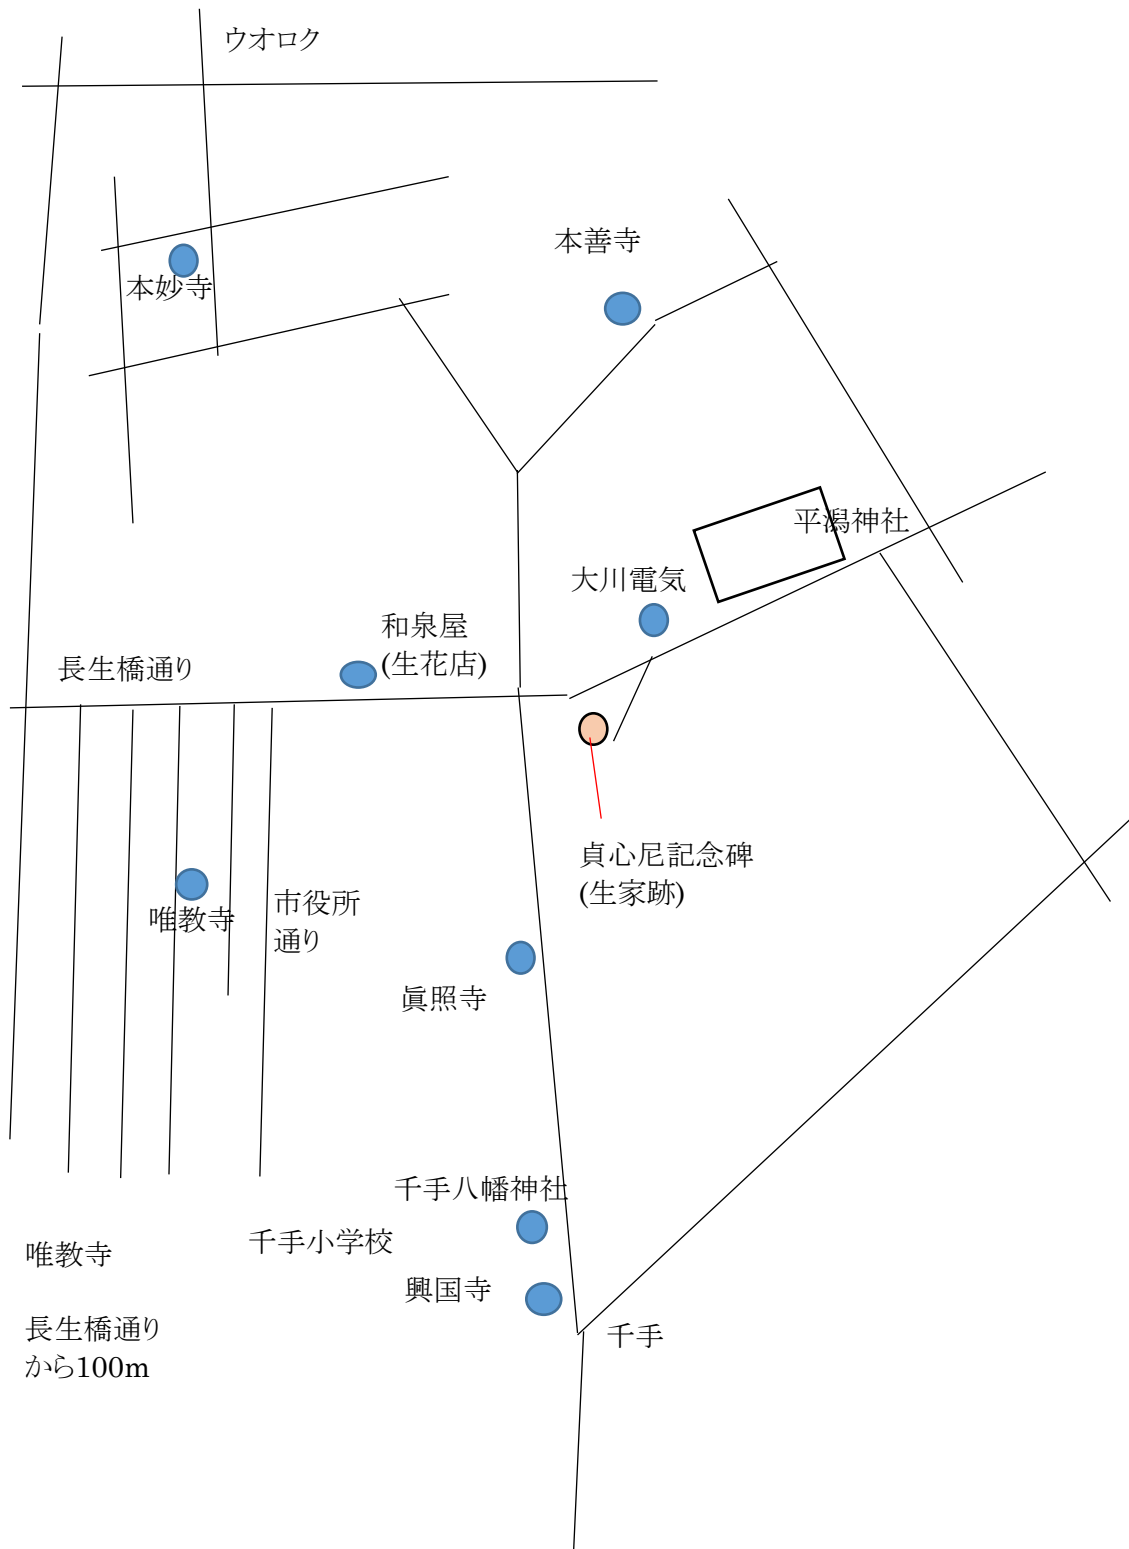 ウオロク
本善寺
本妙寺
平潟神社
大川電気
和泉屋
(生花店)
長生橋通り
貞心尼記念碑
(生家跡)
市役所
通り
唯教寺
眞照寺
千手八幡神社
千手小学校
唯教寺
興国寺
長生橋通り
から100m
千手